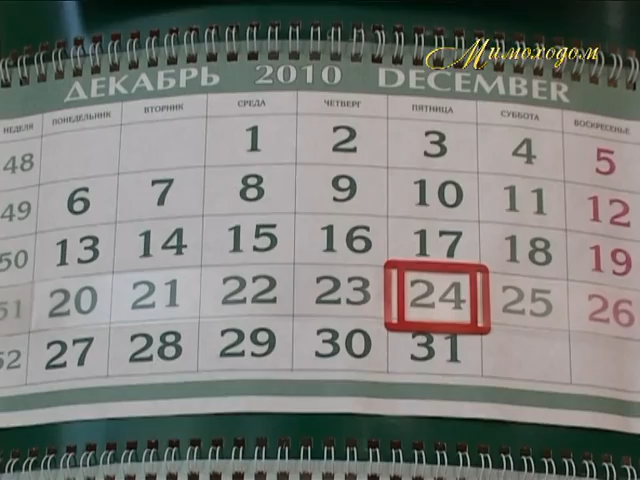 Мимоходом
ДЕКАБРЬ 2010 DECEMBER
НЕДЕЛЯ ПОНЕДЕЛЬНИК ВТОРНИК СРЕДА ЧЕТВЕРГ ПЯТНИЦА СУББОТА ВОСКРЕСЕНЬЕ
48 1 2 3 4 5
49 6 7 8 9 10 11 12
50 13 14 15 16 17 18 19
51 20 21 22 23 24 25 26
52 27 28 29 30 31